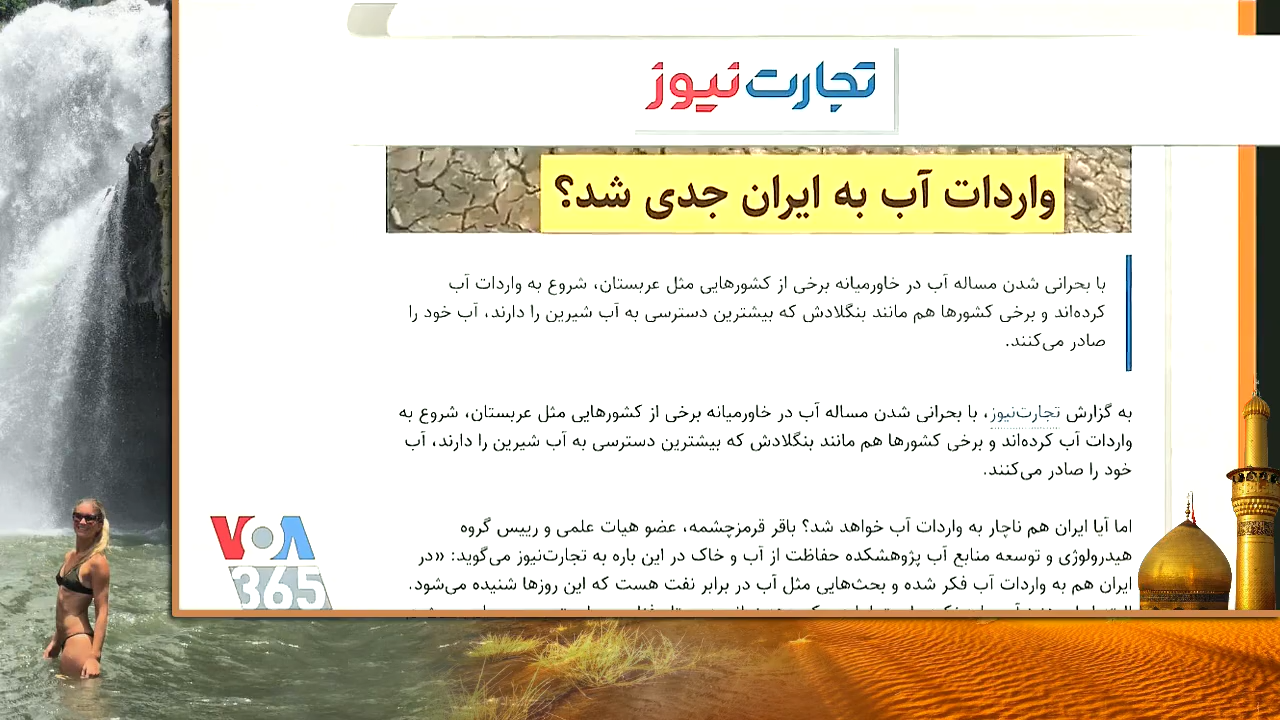 تجارت‌نیوز
واردات آب به ایران جدی شد؟
با بحرانی شدن مساله آب در خاورمیانه برخی از کشورهایی مثل عربستان، شروع به واردات آب
کرده‌اند و برخی کشورها هم مانند بنگلادش که بیشترین دسترسی به آب شیرین را دارند، آب خود را
صادر می‌کنند.
به گزارش تجارت‌نیوز، با بحرانی شدن مساله آب در خاورمیانه برخی از کشورهایی مثل عربستان، شروع به
واردات آب کرده‌اند و برخی کشورها هم مانند بنگلادش که بیشترین دسترسی به آب شیرین را دارند، آب
خود را صادر می‌کنند.
اما آیا ایران هم ناچار به واردات آب خواهد شد؟ باقر قرمزچشمه، عضو هیات علمی و رییس گروه
هیدرولوژی و توسعه منابع آب پژوهشکده حفاظت از آب و خاک در این باره به تجارت‌نیوز می‌گوید: «در
ایران هم به واردات آب فکر شده و بحث‌هایی مثل آب در برابر نفت هست که این روزها شنیده می‌شود.
VOA
365